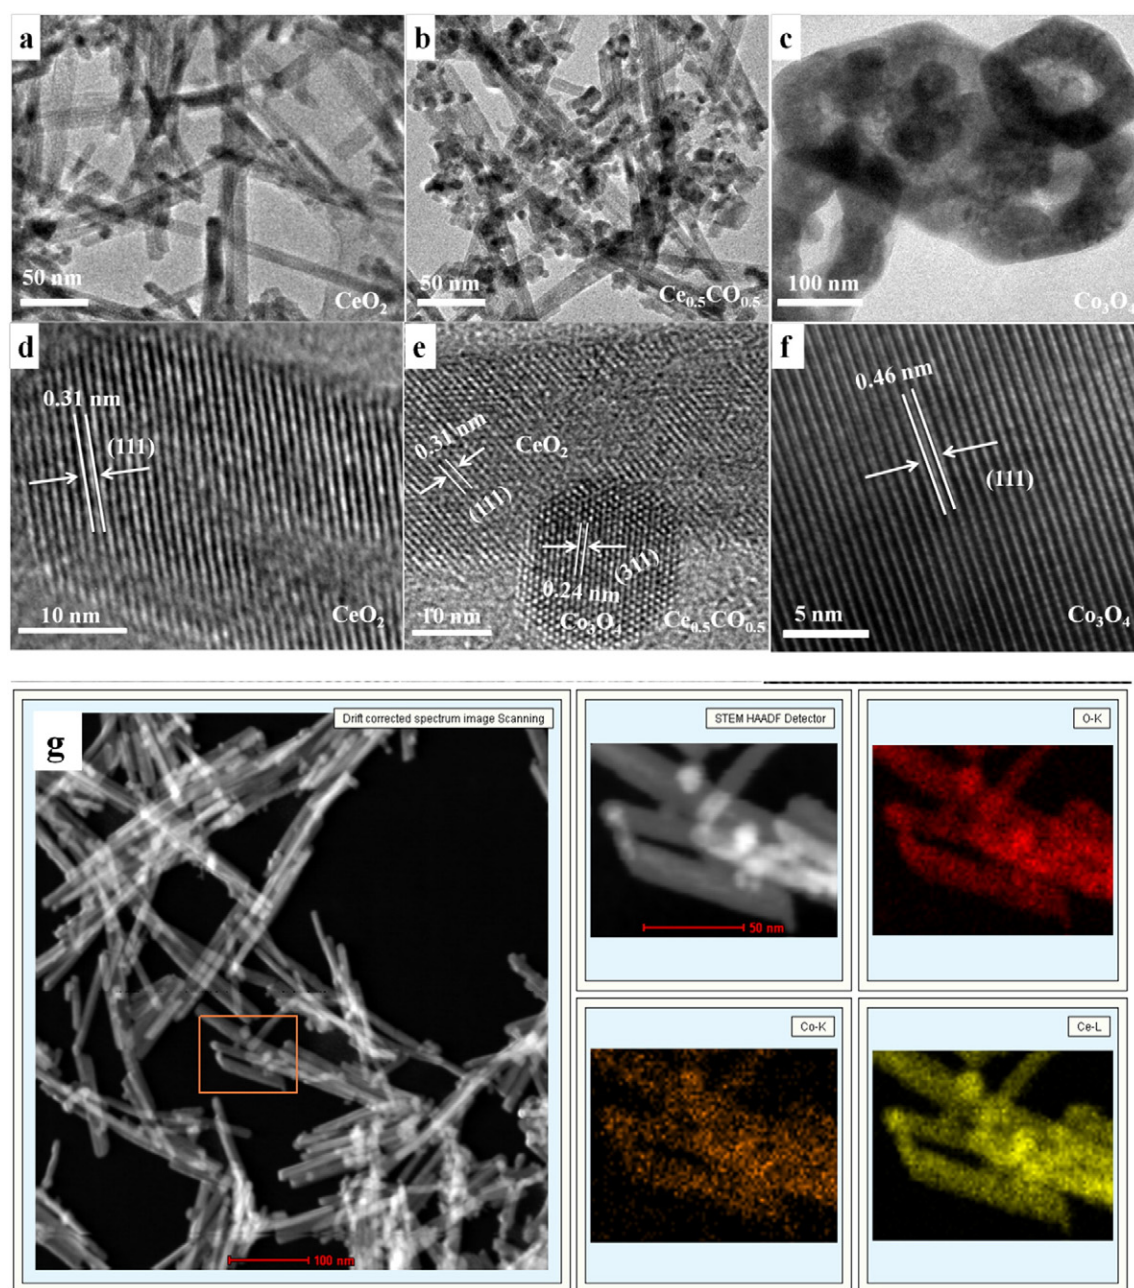 a
50 nm
CeO₂
b
50 nm
Ce₀.₅CO₀.₅
c
100 nm
Co₃O₄
d
0.31 nm
(111)
10 nm
CeO₂
e
0.31 nm
(111)
CeO₂
(311)
0.24 nm
Co₃O₄
10 nm
Ce₀.₅CO₀.₅
f
0.46 nm
(111)
5 nm
Co₃O₄
g
Drift corrected spectrum image Scanning
100 nm
STEM HAADF Detector
50 nm
O-K
Co-K
Ce-L